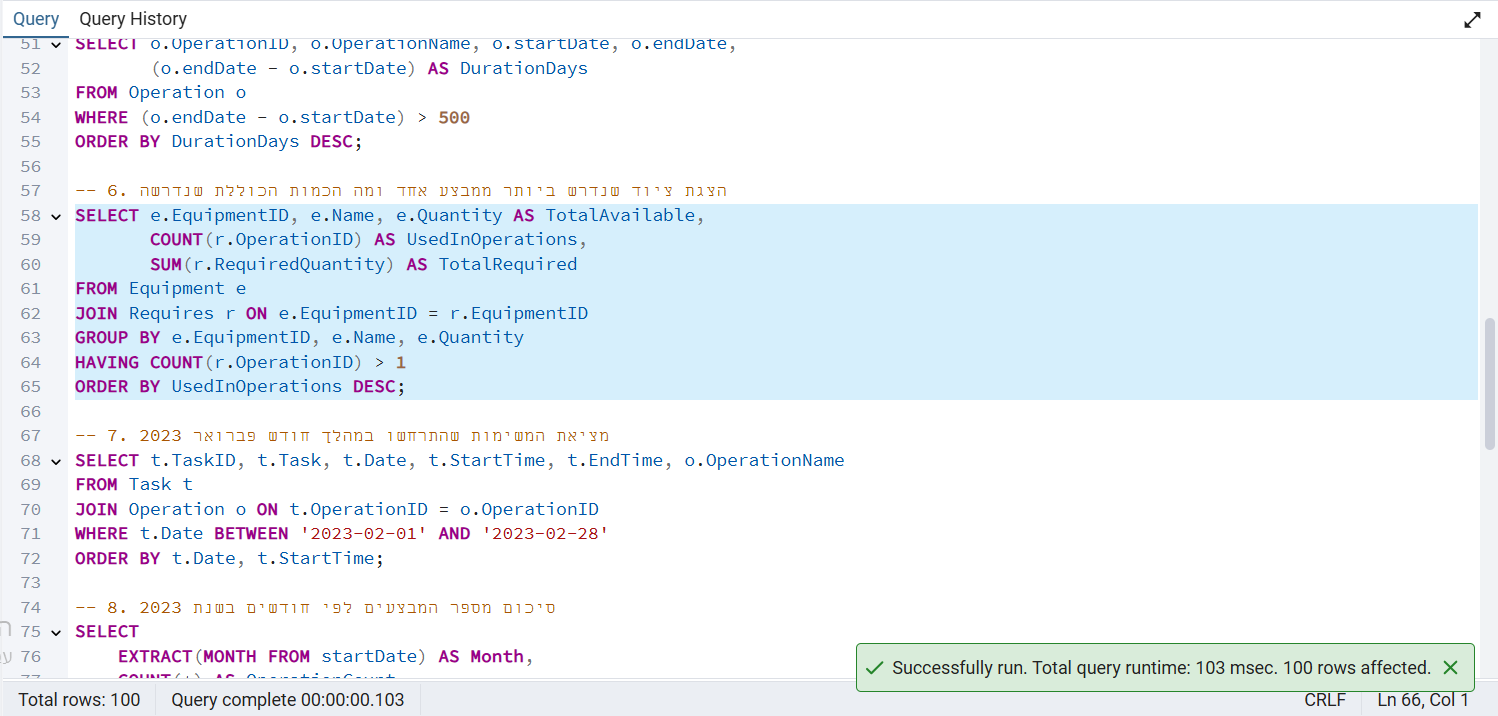 Query Query History
51 SELECT o.OperationID, o.OperationName, o.startDate, o.endDate,
52 (o.endDate - o.startDate) AS DurationDays
53 FROM Operation o
54 WHERE (o.endDate - o.startDate) > 500
55 ORDER BY DurationDays DESC;
56
57 -- 6. הצגת ציוד שנדרש ביותר ממבצע אחד ומה הכמות הכוללת שנדרשה
58 SELECT e.EquipmentID, e.Name, e.Quantity AS TotalAvailable,
59 COUNT(r.OperationID) AS UsedInOperations,
60 SUM(r.RequiredQuantity) AS TotalRequired
61 FROM Equipment e
62 JOIN Requires r ON e.EquipmentID = r.EquipmentID
63 GROUP BY e.EquipmentID, e.Name, e.Quantity
64 HAVING COUNT(r.OperationID) > 1
65 ORDER BY UsedInOperations DESC;
66
67 -- 7. מציאת המשימות שהתרחשו במהלך חודש פברואר 2023
68 SELECT t.TaskID, t.Task, t.Date, t.StartTime, t.EndTime, o.OperationName
69 FROM Task t
70 JOIN Operation o ON t.OperationID = o.OperationID
71 WHERE t.Date BETWEEN '2023-02-01' AND '2023-02-28'
72 ORDER BY t.Date, t.StartTime;
73
74 -- 8. סיכום מספר המבצעים לפי חודשים בשנת 2023
75 SELECT
76 EXTRACT(MONTH FROM startDate) AS Month,
77 COUNT(*) AS OperationCount
Successfully run. Total query runtime: 103 msec. 100 rows affected.
Total rows: 100 Query complete 00:00:00.103 CRLF Ln 66, Col 1